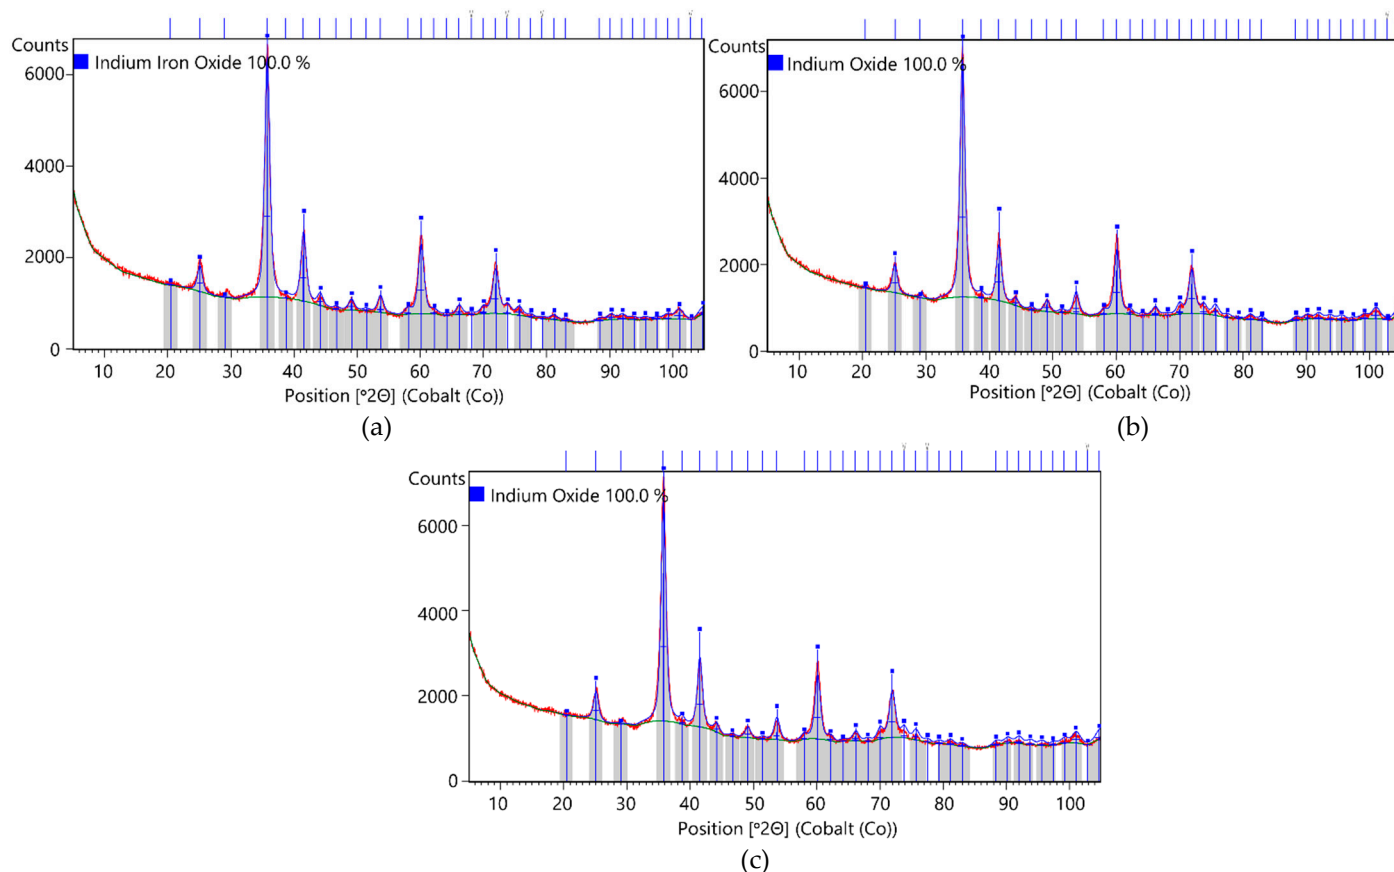 Counts
Indium Iron Oxide 100.0 %
6000
4000
2000
0
10 20 30 40 50 60 70 80 90 100
Position [°2Θ] (Cobalt (Co))
(a)
Counts
Indium Oxide 100.0 %
6000
4000
2000
0
10 20 30 40 50 60 70 80 90 100
Position [°2Θ] (Cobalt (Co))
(b)
Counts
Indium Oxide 100.0 %
6000
4000
2000
0
10 20 30 40 50 60 70 80 90 100
Position [°2Θ] (Cobalt (Co))
(c)